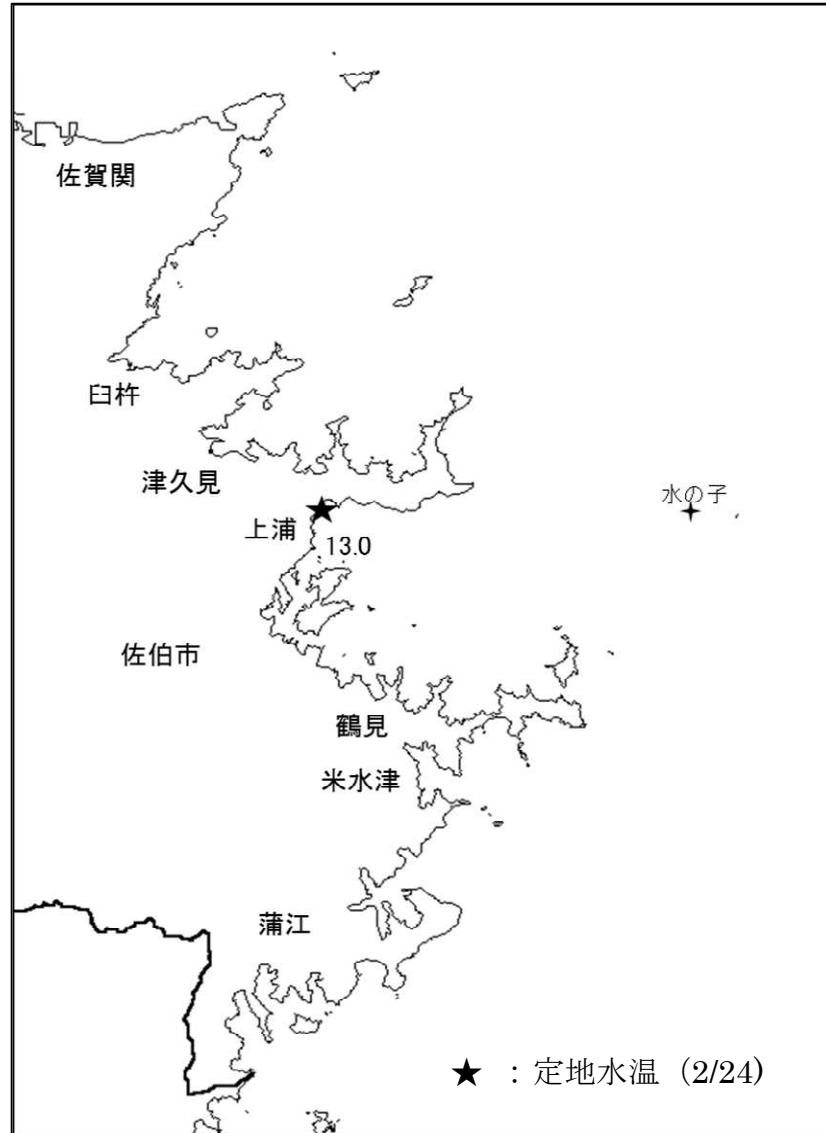 佐賀関
臼杵
津久見
水の子
上浦
13.0
佐伯市
鶴見
米水津
蒲江
★ : 定地水温 (2/24)